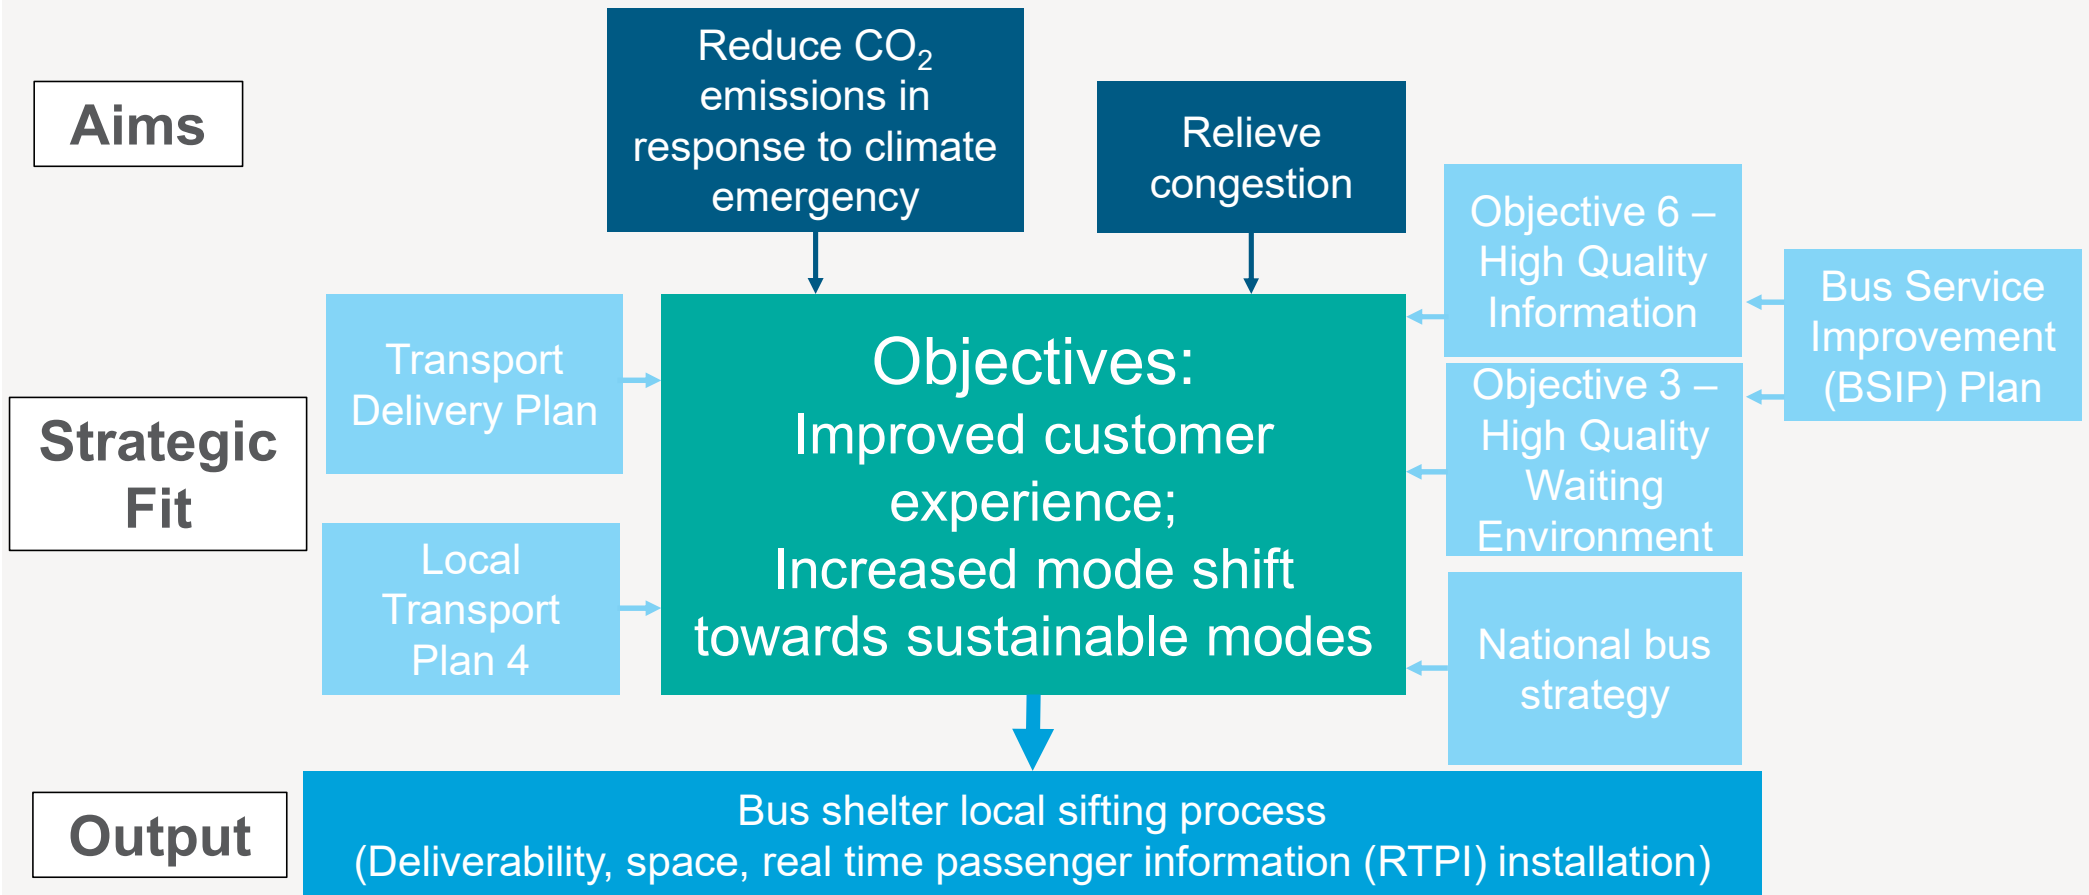 Aims
Reduce CO₂
emissions in
response to climate
emergency
Relieve
congestion
Strategic
Fit
Transport
Delivery Plan
Local
Transport
Plan 4
Objectives:
Improved customer
experience;
Increased mode shift
towards sustainable modes
Objective 6 –
High Quality
Information
Objective 3 –
High Quality
Waiting
Environment
National bus
strategy
Bus Service
Improvement
(BSIP) Plan
Output
Bus shelter local sifting process
(Deliverability, space, real time passenger information (RTPI) installation)